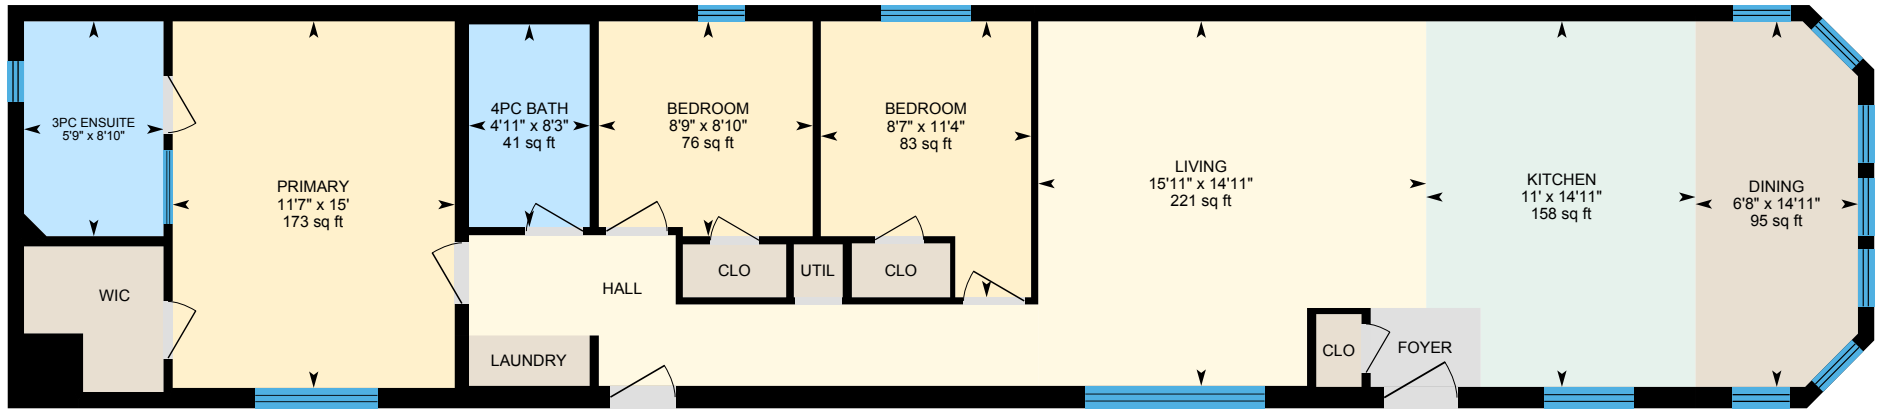 3PC ENSUITE
5'9" x 8'10"
WIC
PRIMARY
11'7" x 15'
173 sq ft
4PC BATH
4'11" x 8'3"
41 sq ft
BEDROOM
8'9" x 8'10"
76 sq ft
BEDROOM
8'7" x 11'4"
83 sq ft
CLO
UTIL
CLO
HALL
LAUNDRY
LIVING
15'11" x 14'11"
221 sq ft
CLO
FOYER
KITCHEN
11' x 14'11"
158 sq ft
DINING
6'8" x 14'11"
95 sq ft